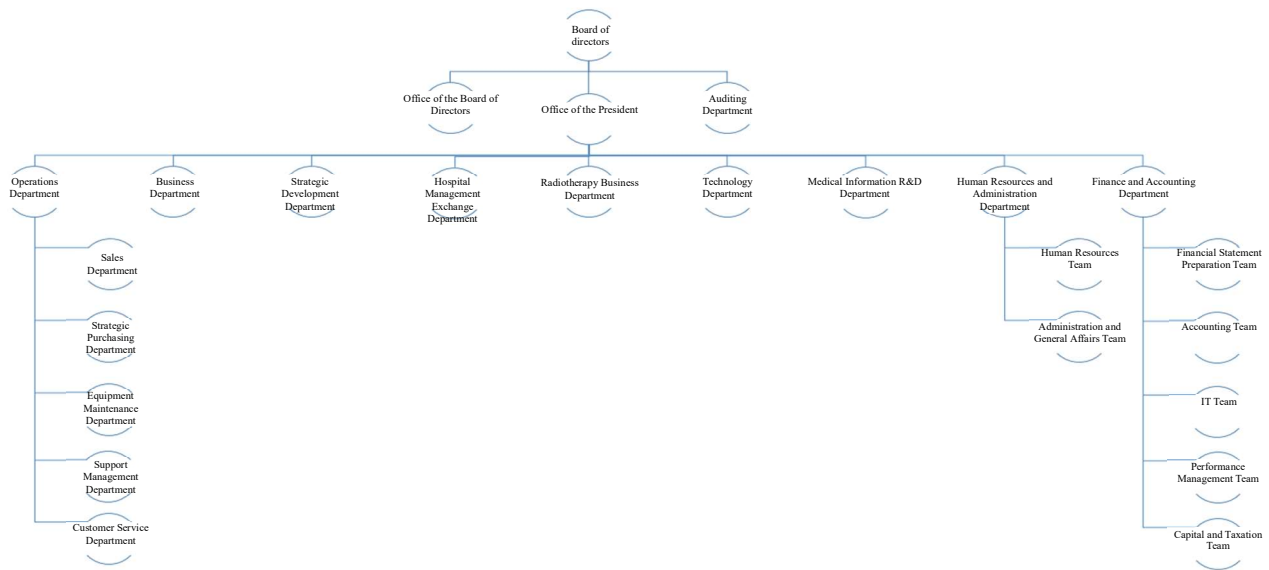 Board of
directors
Office of the Board of
Directors
Office of the President
Auditing
Department
Operations
Department
Business
Department
Strategic
Development
Department
Hospital
Management
Exchange
Department
Radiotherapy Business
Department
Technology
Department
Medical Information R&D
Department
Human Resources and
Administration
Department
Finance and Accounting
Department
Sales
Department
Strategic
Purchasing
Department
Equipment
Maintenance
Department
Support
Management
Department
Customer Service
Department
Human Resources
Team
Administration and
General Affairs Team
Financial Statement
Preparation Team
Accounting Team
IT Team
Performance
Management Team
Capital and Taxation
Team